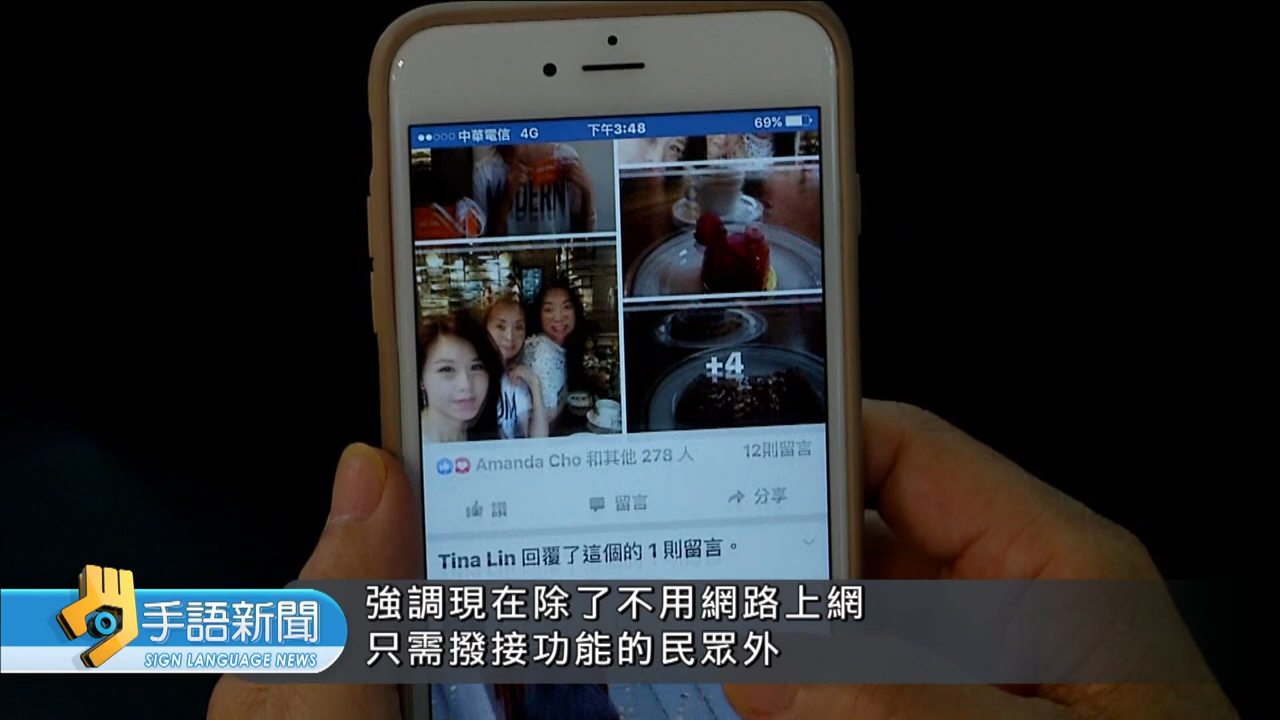 中華電信 4G 下午3:48 69%
DERN
+4
Amanda Cho 和其他 278 人 12則留言
讚 留言 分享
Tina Lin 回覆了這個的 1 則留言。
強調現在除了不用網路上網
只需撥接功能的民眾外
手語新聞
SIGN LANGUAGE NEWS